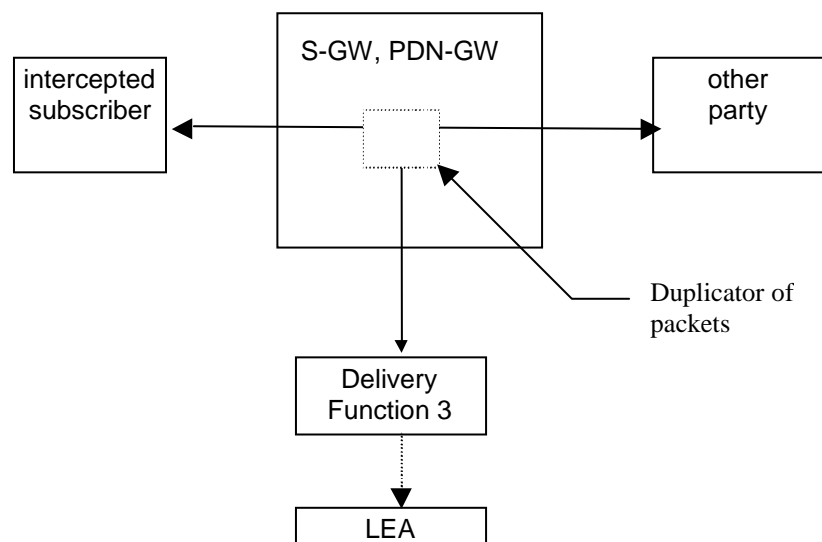 S-GW, PDN-GW
intercepted
subscriber
other
party
Duplicator of
packets
Delivery
Function 3
LEA